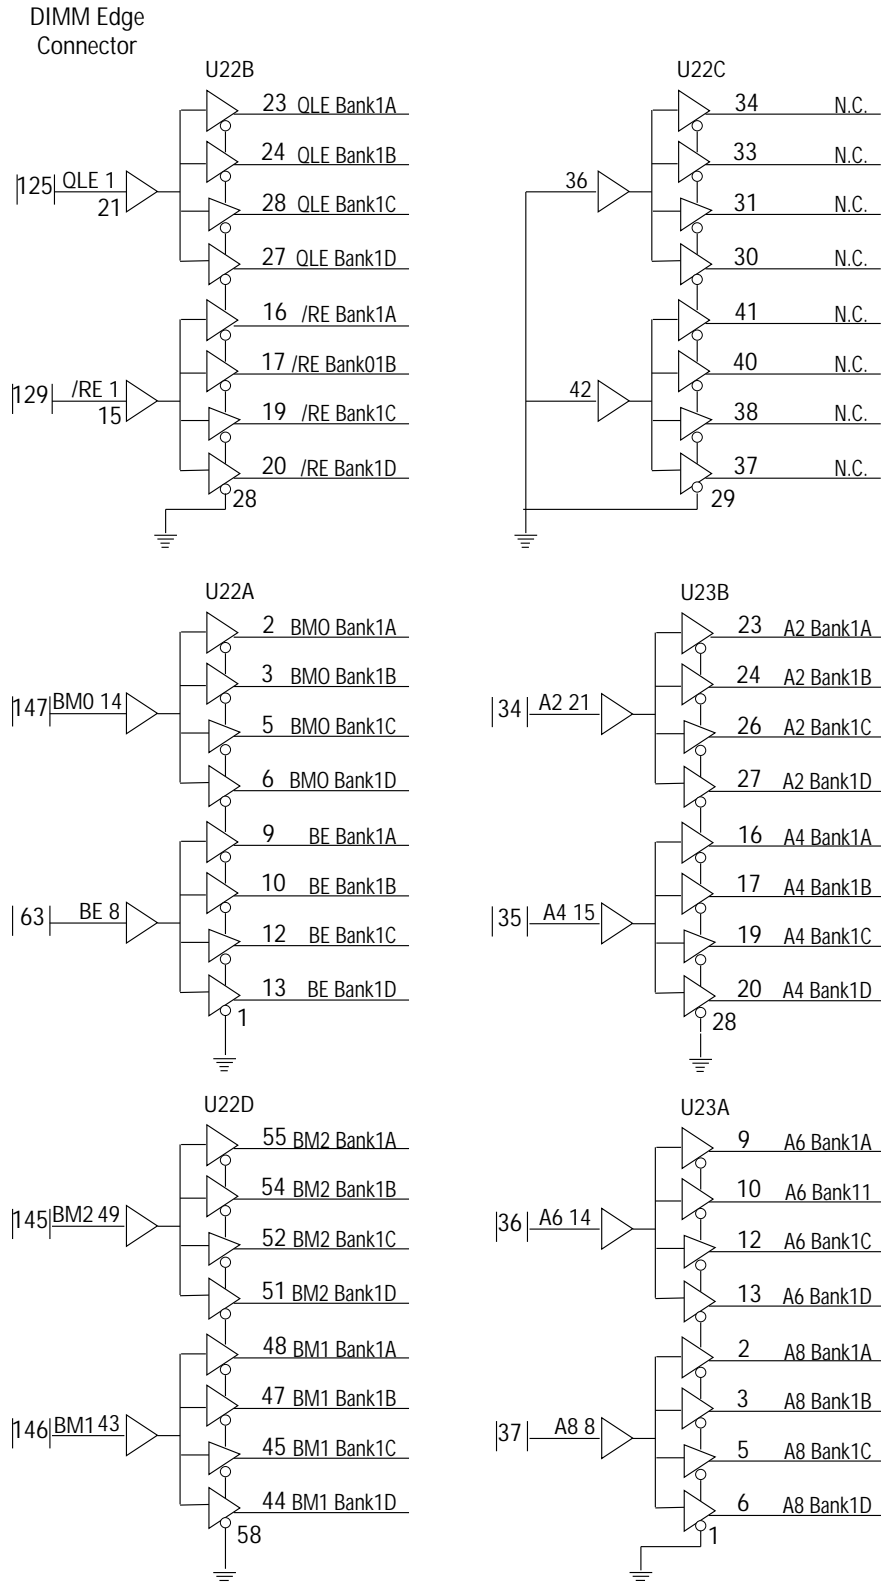 DIMM Edge
Connector
U22B
23 QLE Bank1A
24 QLE Bank1B
|125| QLE 1
21
28 QLE Bank1C
27 QLE Bank1D
16 /RE Bank1A
17 /RE Bank01B
|129| /RE 1
15
19 /RE Bank1C
20 /RE Bank1D
28
U22C
34 N.C.
33 N.C.
36
31 N.C.
30 N.C.
41 N.C.
40 N.C.
42
38 N.C.
37 N.C.
29
U22A
2 BMO Bank1A
3 BMO Bank1B
|147| BM0 14
5 BMO Bank1C
6 BMO Bank1D
9 BE Bank1A
10 BE Bank1B
|63| BE 8
12 BE Bank1C
13 BE Bank1D
1
U23B
23 A2 Bank1A
24 A2 Bank1B
|34| A2 21
26 A2 Bank1C
27 A2 Bank1D
16 A4 Bank1A
17 A4 Bank1B
|35| A4 15
19 A4 Bank1C
20 A4 Bank1D
28
U22D
55 BM2 Bank1A
54 BM2 Bank1B
|145| BM2 49
52 BM2 Bank1C
51 BM2 Bank1D
48 BM1 Bank1A
47 BM1 Bank1B
|146| BM1 43
45 BM1 Bank1C
44 BM1 Bank1D
58
U23A
9 A6 Bank1A
10 A6 Bank11
|36| A6 14
12 A6 Bank1C
13 A6 Bank1D
2 A8 Bank1A
3 A8 Bank1B
|37| A8 8
5 A8 Bank1C
6 A8 Bank1D
1